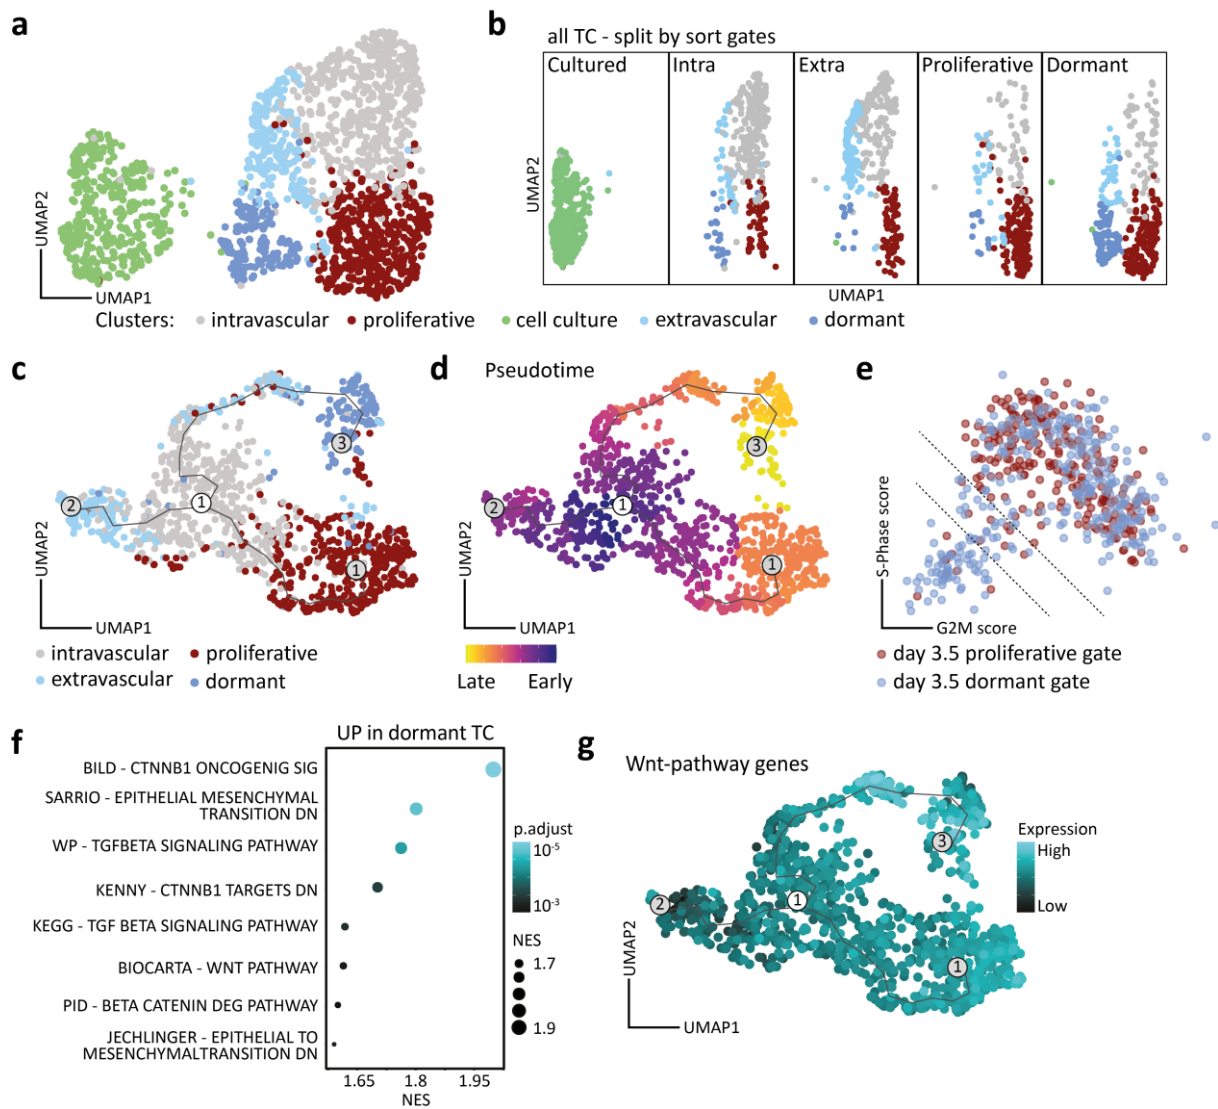 a
UMAP2
UMAP1
b
all TC - split by sort gates
Cultured
Intra
Extra
Proliferative
Dormant
UMAP2
UMAP1
Clusters:
intravascular
proliferative
cell culture
extravascular
dormant
c
1
2
3
1
UMAP2
UMAP1
intravascular
proliferative
extravascular
dormant
d
Pseudotime
1
2
3
1
UMAP2
UMAP1
Late
Early
e
S-Phase score
G2M score
day 3.5 proliferative gate
day 3.5 dormant gate
f
UP in dormant TC
BILD - CTNNB1 ONCOGENIG SIG
SARRIO - EPITHELIAL MESENCHYMAL
TRANSITION DN
WP - TGFBETA SIGNALING PATHWAY
KENNY - CTNNB1 TARGETS DN
KEGG - TGF BETA SIGNALING PATHWAY
BIOCARTA - WNT PATHWAY
PID - BETA CATENIN DEG PATHWAY
JECHLINGER - EPITHELIAL TO
MESENCHYMALTRANSITION DN
1.65
1.8
1.95
NES
p.adjust
10-5
10-3
NES
1.7
1.9
g
Wnt-pathway genes
1
2
3
1
UMAP2
UMAP1
Expression
High
Low